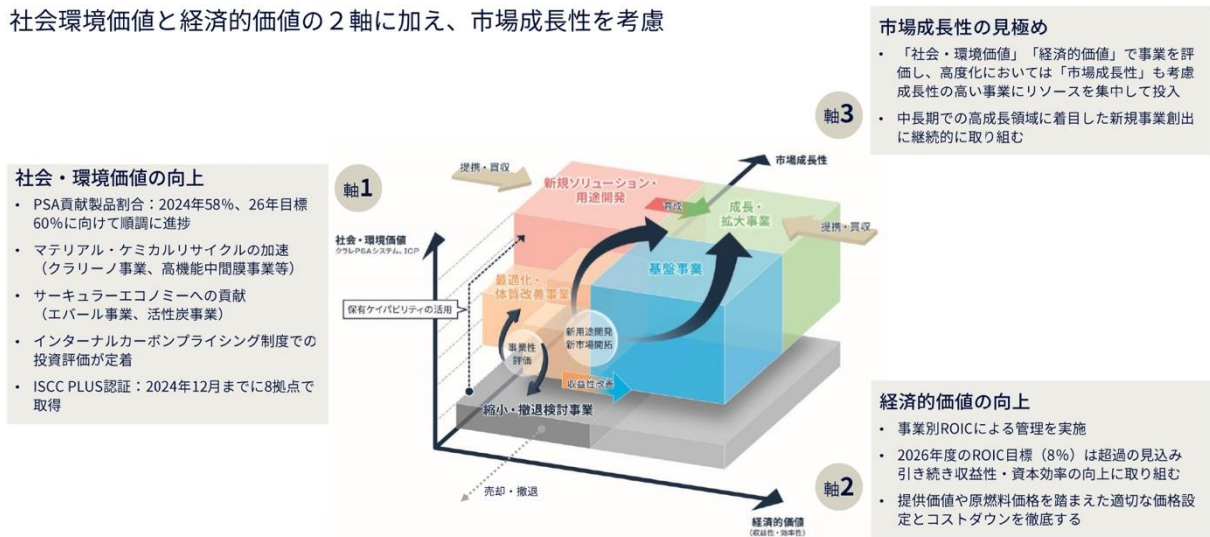 社会環境価値と経済的価値の２軸に加え、市場成長性を考慮
市場成長性の見極め
• 「社会・環境価値」「経済的価値」で事業を評
価し、高度化においては「市場成長性」も考慮
成長性の高い事業にリソースを集中して投入
• 中長期での高成長領域に着目した新規事業創出
に継続的に取り組む
軸3
社会・環境価値の向上
• PSA貢献製品割合：2024年58%、26年目標
60%に向けて順調に進捗
• マテリアル・ケミカルリサイクルの加速
（クラリーノ事業、高機能中間膜事業等）
• サーキュラーエコノミーへの貢献
（エバール事業、活性炭事業）
• インターナルカーボンプライシング制度での
投資評価が定着
• ISCC PLUS認証：2024年12月までに8拠点で
取得
軸1
提携・買収
市場成長性
新規ソリューション・
用途開発
育成
成長・
拡大事業
提携・買収
社会・環境価値
クラレPSAシステム、ICP
基盤事業
最適化・
体質改善事業
保有ケイパビリティの活用
新用途開発
新市場開拓
事業性
評価
収益性改善
縮小・撤退検討事業
売却・撤退
経済的価値
(収益性・効率性)
軸2
経済的価値の向上
• 事業別ROICによる管理を実施
• 2026年度のROIC目標（8%）は超過の見込み
引き続き収益性・資本効率の向上に取り組む
• 提供価値や原燃料価格を踏まえた適切な価格設
定とコストダウンを徹底する